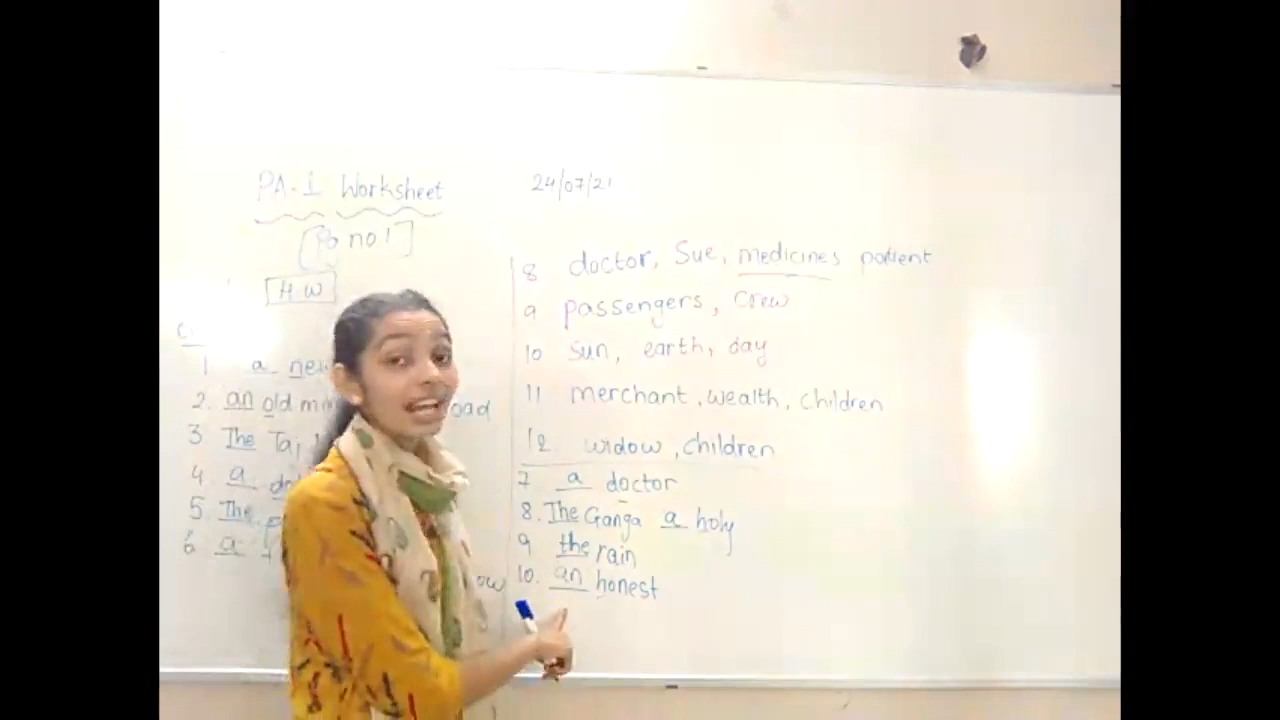 PA-1 Worksheet
24/07/21
[Pg no 1]
H W
1 a new
2. an old road
3 The Taj
4 a
5 The
6 a
8 doctor, Sue, medicines patient
9 passengers, Crew
10 Sun, earth, day
11 merchant, wealth, children
12 widow, children
7 a doctor
8. The Ganga a holy
9 the rain
10. an honest